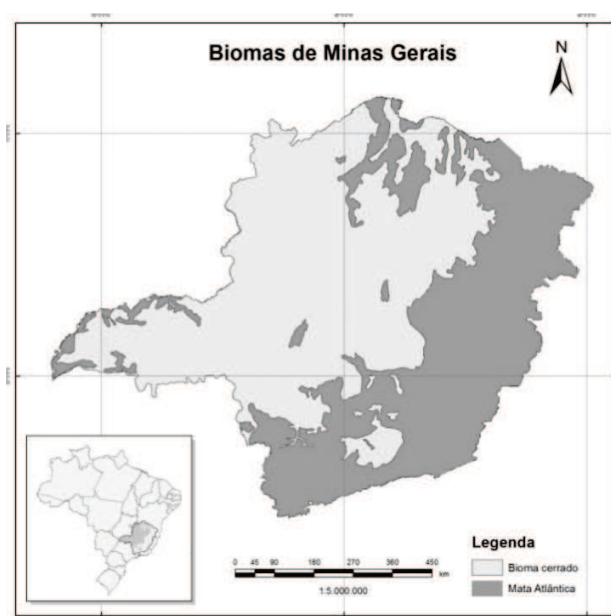 Biomas de Minas Gerais
N
Legenda
Bioma cerrado
Mata Atlântica
0 45 90 180 270 360 450
km
1:5.000.000